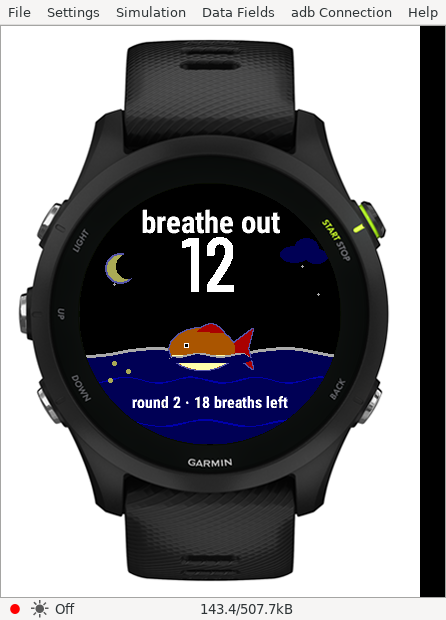 File Settings Simulation Data Fields adb Connection Help
breathe out
12
LIGHT
START STOP
UP
DOWN
BACK
round 2 · 18 breaths left
GARMIN
Off 143.4/507.7kB